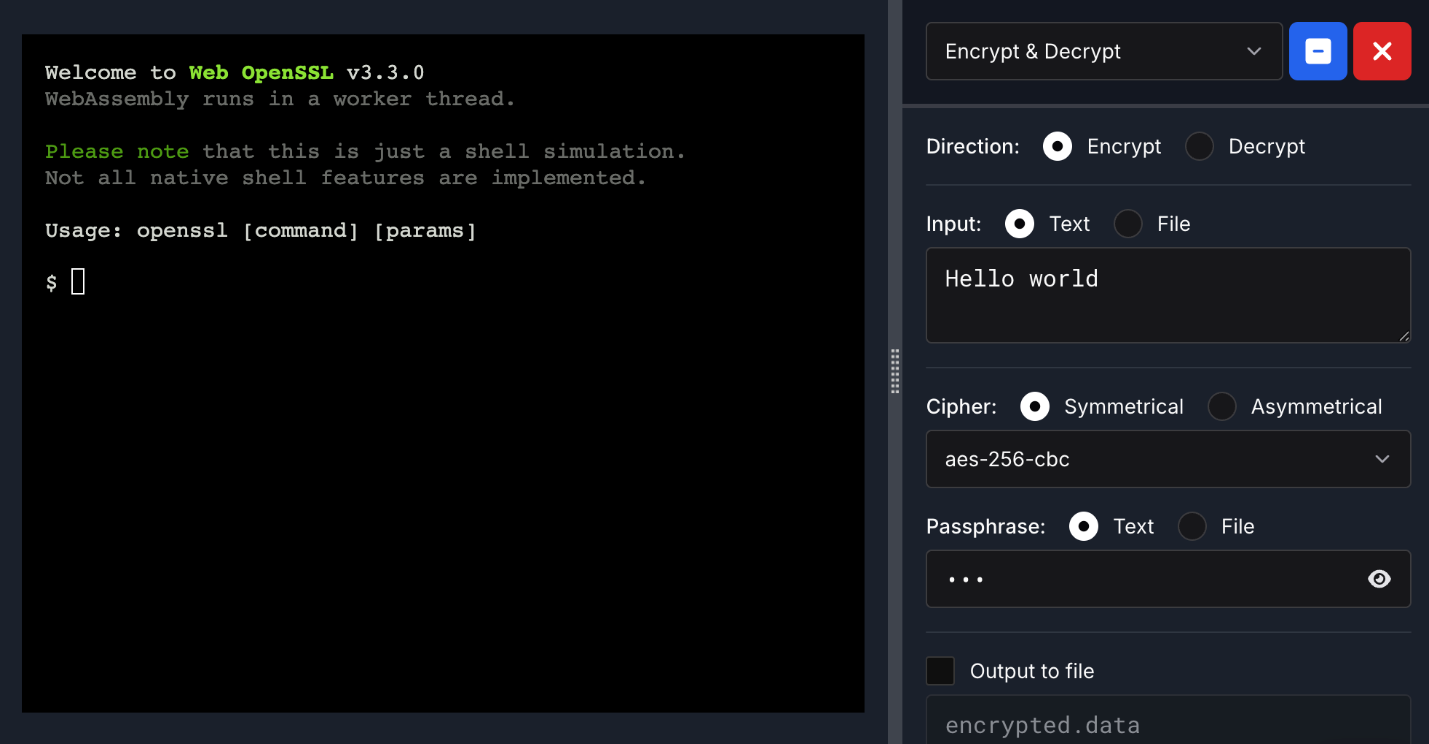 Welcome to Web OpenSSL v3.3.0
WebAssembly runs in a worker thread.
Please note that this is just a shell simulation.
Not all native shell features are implemented.
Usage: openssl [command] [params]
$
Encrypt & Decrypt
Direction: Encrypt Decrypt
Input: Text File
Hello world
Cipher: Symmetrical Asymmetrical
aes-256-cbc
Passphrase: Text File
•••
Output to file
encrypted.data